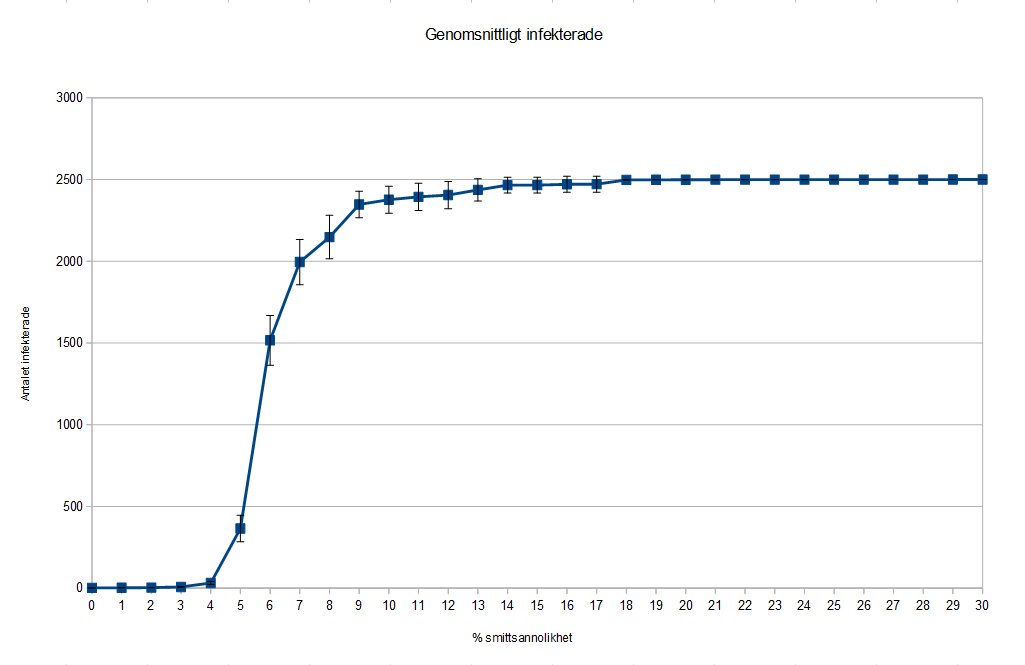 Genomsnittligt infekterade
3000
2500
2000
1500
1000
500
0
Antalet infekterade
0 1 2 3 4 5 6 7 8 9 10 11 12 13 14 15 16 17 18 19 20 21 22 23 24 25 26 27 28 29 30
% smittsannolikhet